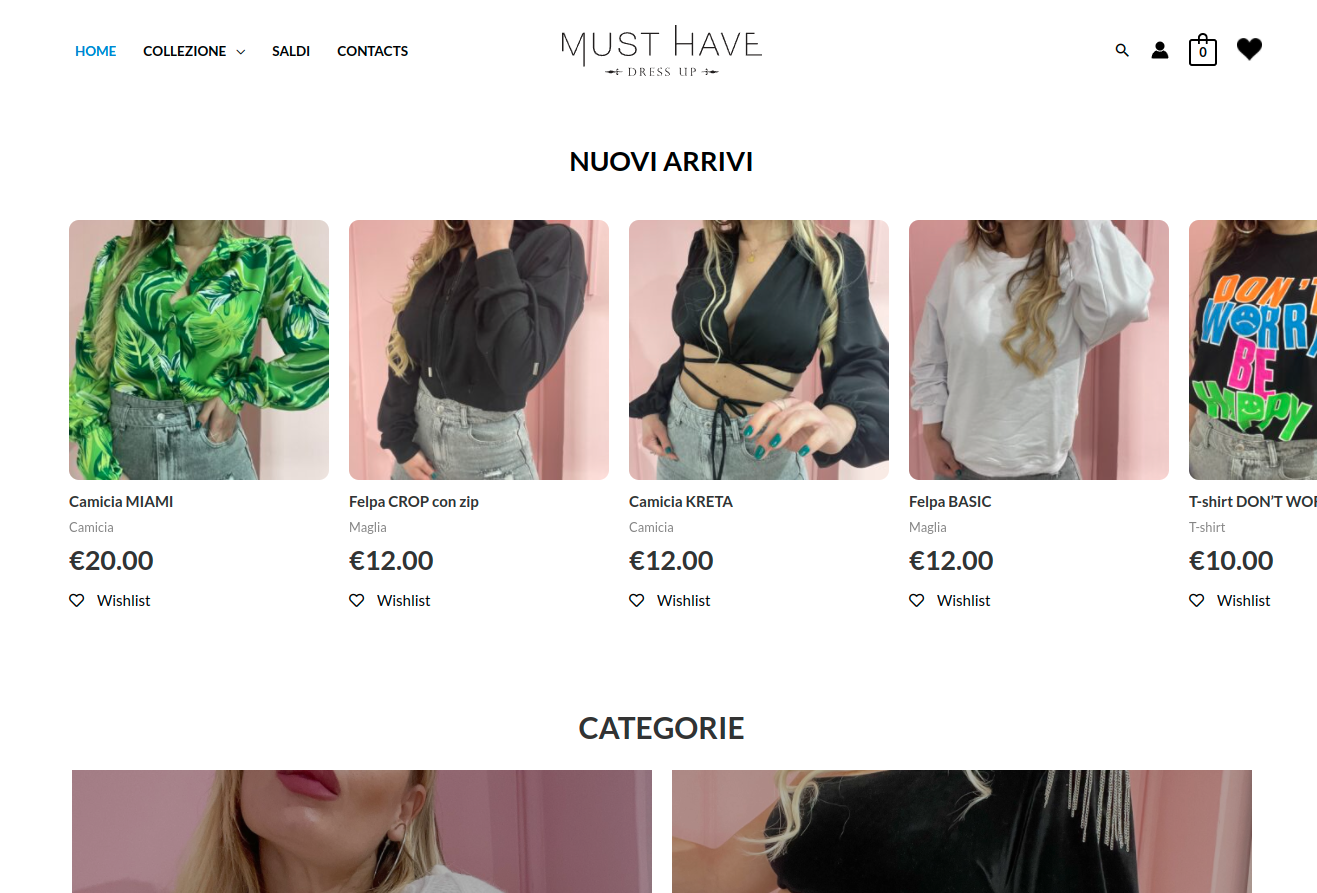 HOME COLLEZIONE SALDI CONTACTS
MUST HAVE
DRESS UP
0
NUOVI ARRIVI
DON'T
WORRY
BE
HAPPY
Camicia MIAMI
Camicia
€20.00
Wishlist
Felpa CROP con zip
Maglia
€12.00
Wishlist
Camicia KRETA
Camicia
€12.00
Wishlist
Felpa BASIC
Maglia
€12.00
Wishlist
T-shirt DON’T WOR
T-shirt
€10.00
Wishlist
CATEGORIE